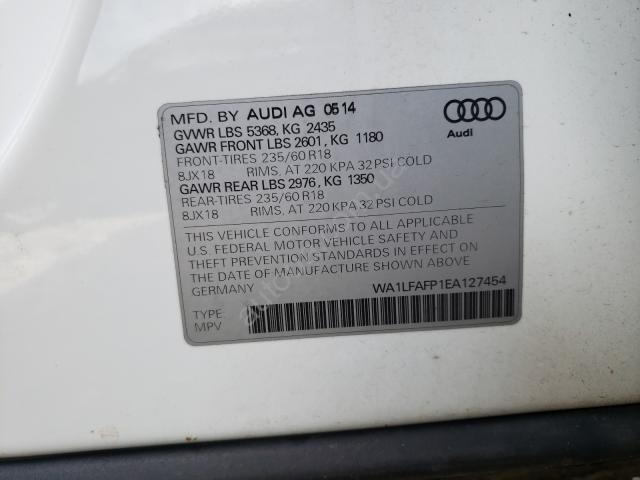 MFD. BY AUDI AG 0514
GVWR LBS 5368, KG 2435
GAWR FRONT LBS 2601, KG 1180
FRONT-TIRES 235/60 R18
8JX18 RIMS, AT 220 KPA 32 PSI COLD
GAWR REAR LBS 2976, KG 1350
REAR-TIRES 235/60 R18
8JX18 RIMS, AT 220 KPA 32 PSI COLD
Audi
THIS VEHICLE CONFORMS TO ALL APPLICABLE
U.S. FEDERAL MOTOR VEHICLE SAFETY AND
THEFT PREVENTION STANDARDS IN EFFECT ON
THE DATE OF MANUFACTURE SHOWN ABOVE.
GERMANY WA1LFAFP1EA127454
TYPE:
MPV